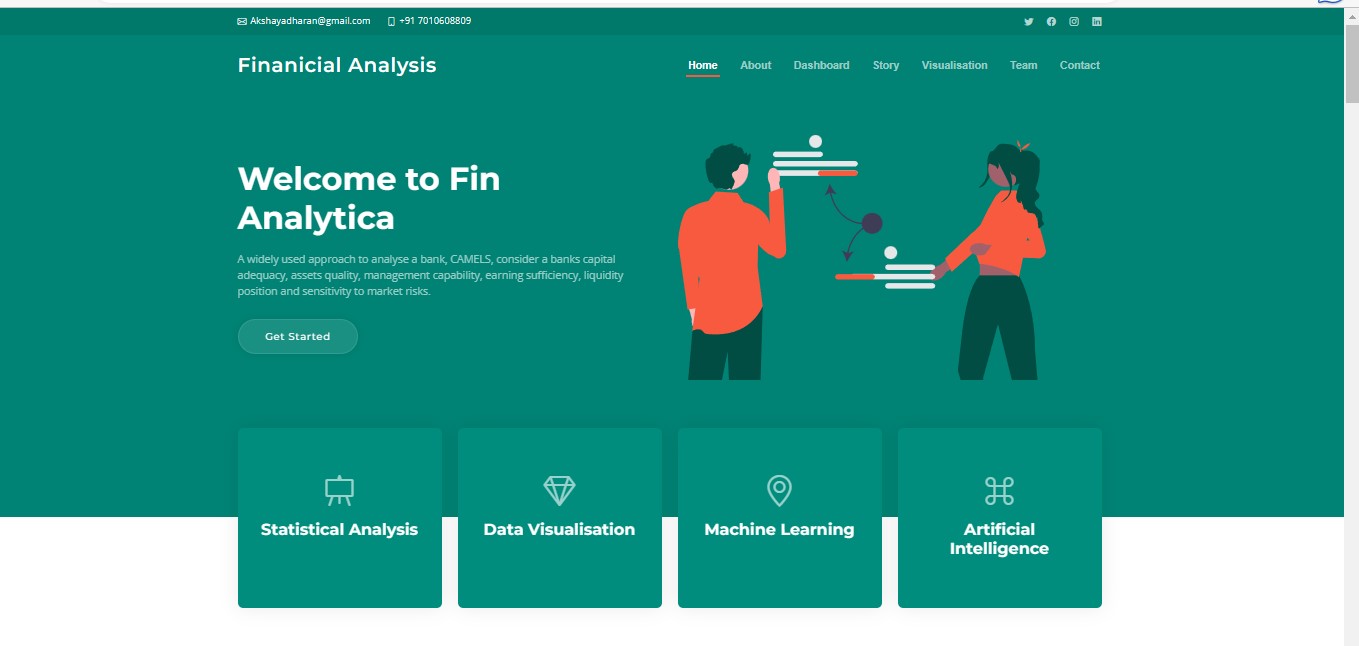 Akshayadharan@gmail.com +91 7010608809
Finanicial Analysis
Home About Dashboard Story Visualisation Team Contact
Welcome to Fin
Analytica
A widely used approach to analyse a bank, CAMELS, consider a banks capital
adequacy, assets quality, management capability, earning sufficiency, liquidity
position and sensitivity to market risks.
Get Started
Statistical Analysis
Data Visualisation
Machine Learning
Artificial
Intelligence